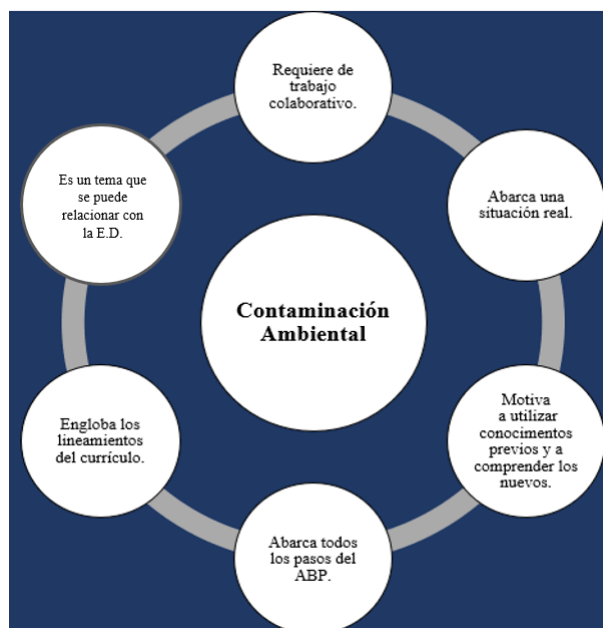 Requiere de
trabajo
colaborativo.
Es un tema que
se puede
relacionar con
la E.D.
Abarca una
situación real.
Contaminación
Ambiental
Engloba los
lineamientos
del currículo.
Motiva
a utilizar
conocimentos
previos y a
comprender los
nuevos.
Abarca todos
los pasos del
ABP.